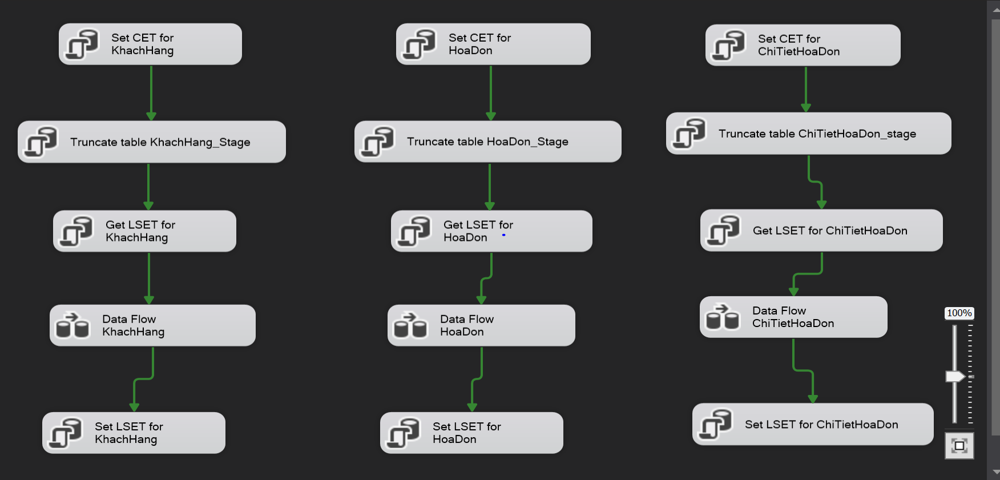 Set CET for
KhachHang
Truncate table KhachHang_Stage
Get LSET for
KhachHang
Data Flow
KhachHang
Set LSET for
KhachHang
Set CET for
HoaDon
Truncate table HoaDon_Stage
Get LSET for
HoaDon
Data Flow
HoaDon
Set LSET for
HoaDon
Set CET for
ChiTietHoaDon
Truncate table ChiTietHoaDon_stage
Get LSET for ChiTietHoaDon
Data Flow
ChiTietHoaDon
Set LSET for ChiTietHoaDon
100%